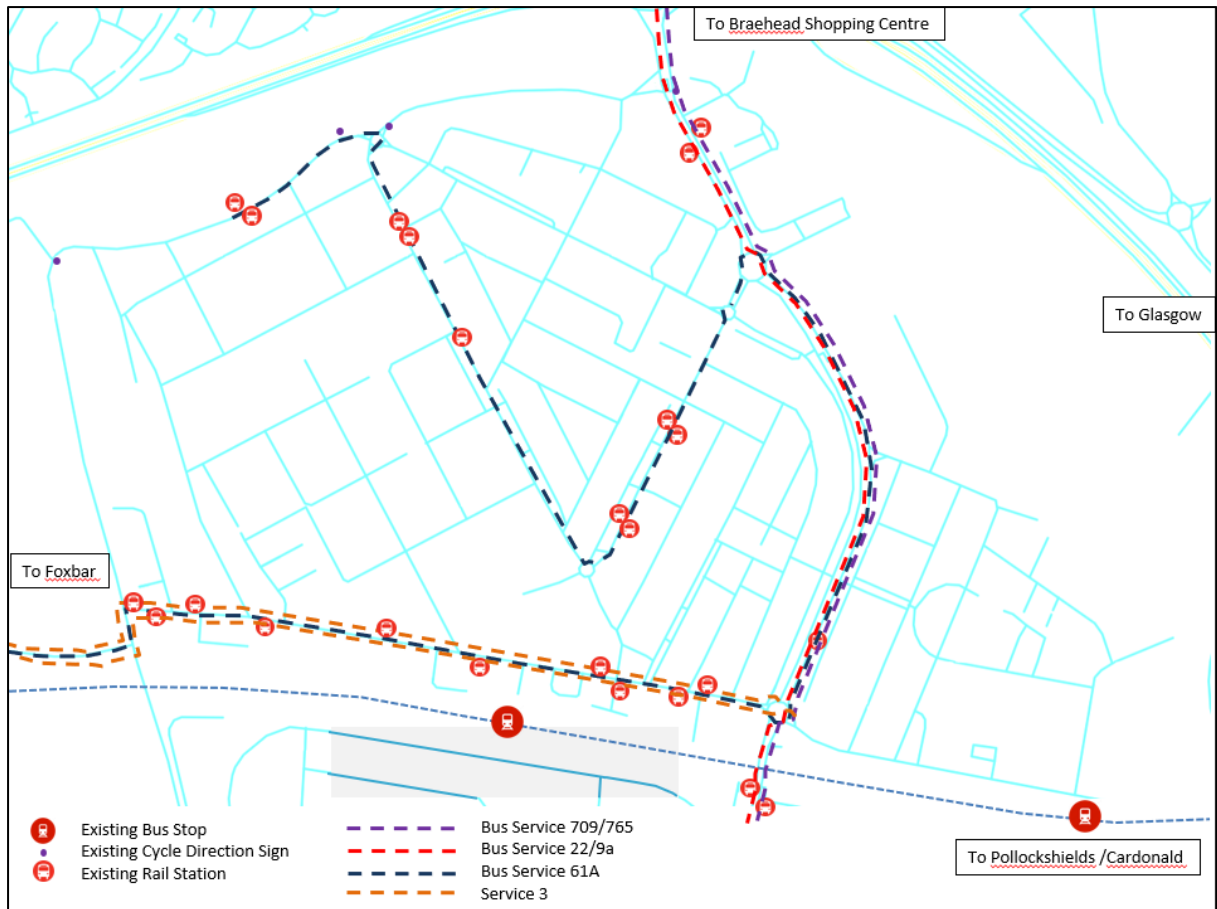 To Braehead Shopping Centre
To Glasgow
To Foxbar
Existing Bus Stop
Existing Cycle Direction Sign
Existing Rail Station
Bus Service 709/765
Bus Service 22/9a
Bus Service 61A
Service 3
To Pollockshields /Cardonald